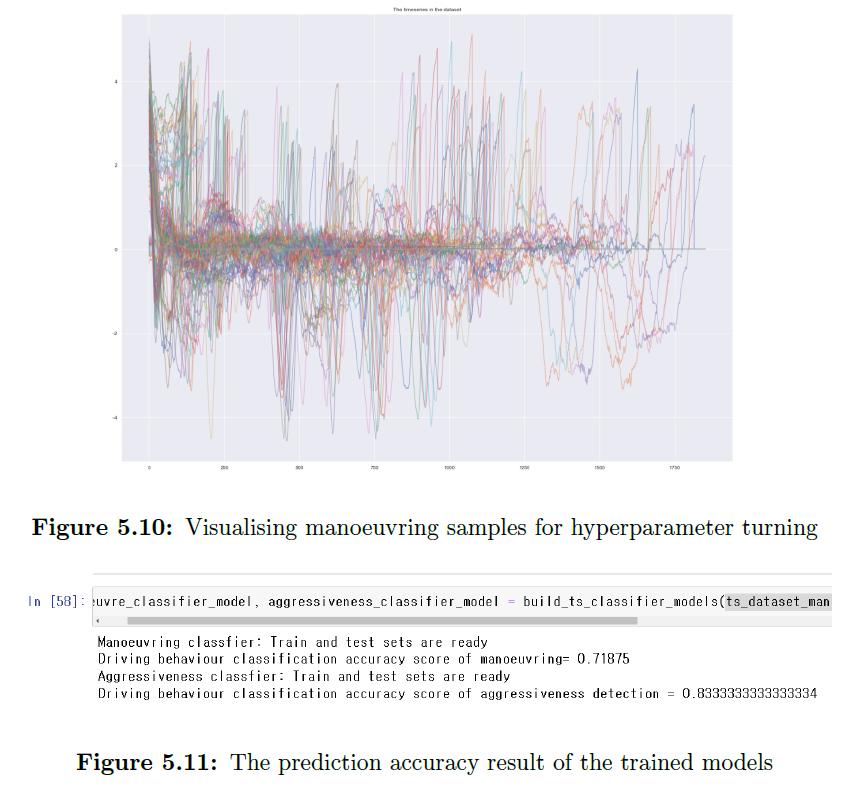 The timeseries in the dataset
4
2
0
-2
-4
0 250 500 750 1000 1250 1500 1750
Figure 5.10: Visualising manoeuvring samples for hyperparameter turning
In [58]: uvre_classifier_model, aggressiveness_classifier_model = build_ts_classifier_models(ts_dataset_man
Manoeuvring classfier: Train and test sets are ready
Driving behaviour classification accuracy score of manoeuvring= 0.71875
Aggressiveness classfier: Train and test sets are ready
Driving behaviour classification accuracy score of aggressiveness detection = 0.8333333333333334
Figure 5.11: The prediction accuracy result of the trained models